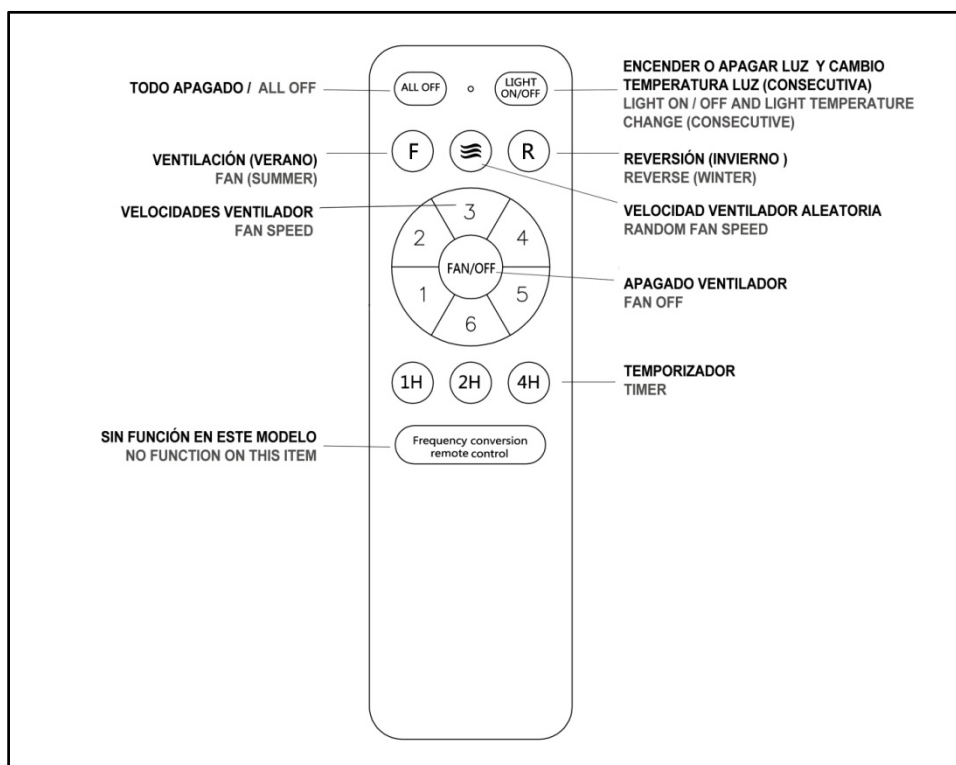 TODO APAGADO / ALL OFF
ALL OFF
LIGHT
ON/OFF
ENCENDER O APAGAR LUZ Y CAMBIO
TEMPERATURA LUZ (CONSECUTIVA)
LIGHT ON / OFF AND LIGHT TEMPERATURE
CHANGE (CONSECUTIVE)
VENTILACIÓN (VERANO)
FAN (SUMMER)
F
R
REVERSIÓN (INVIERNO )
REVERSE (WINTER)
VELOCIDADES VENTILADOR
FAN SPEED
VELOCIDAD VENTILADOR ALEATORIA
RANDOM FAN SPEED
3
2
4
FAN/OFF
1
5
6
APAGADO VENTILADOR
FAN OFF
1H
2H
4H
TEMPORIZADOR
TIMER
SIN FUNCIÓN EN ESTE MODELO
NO FUNCTION ON THIS ITEM
Frequency conversion
remote control